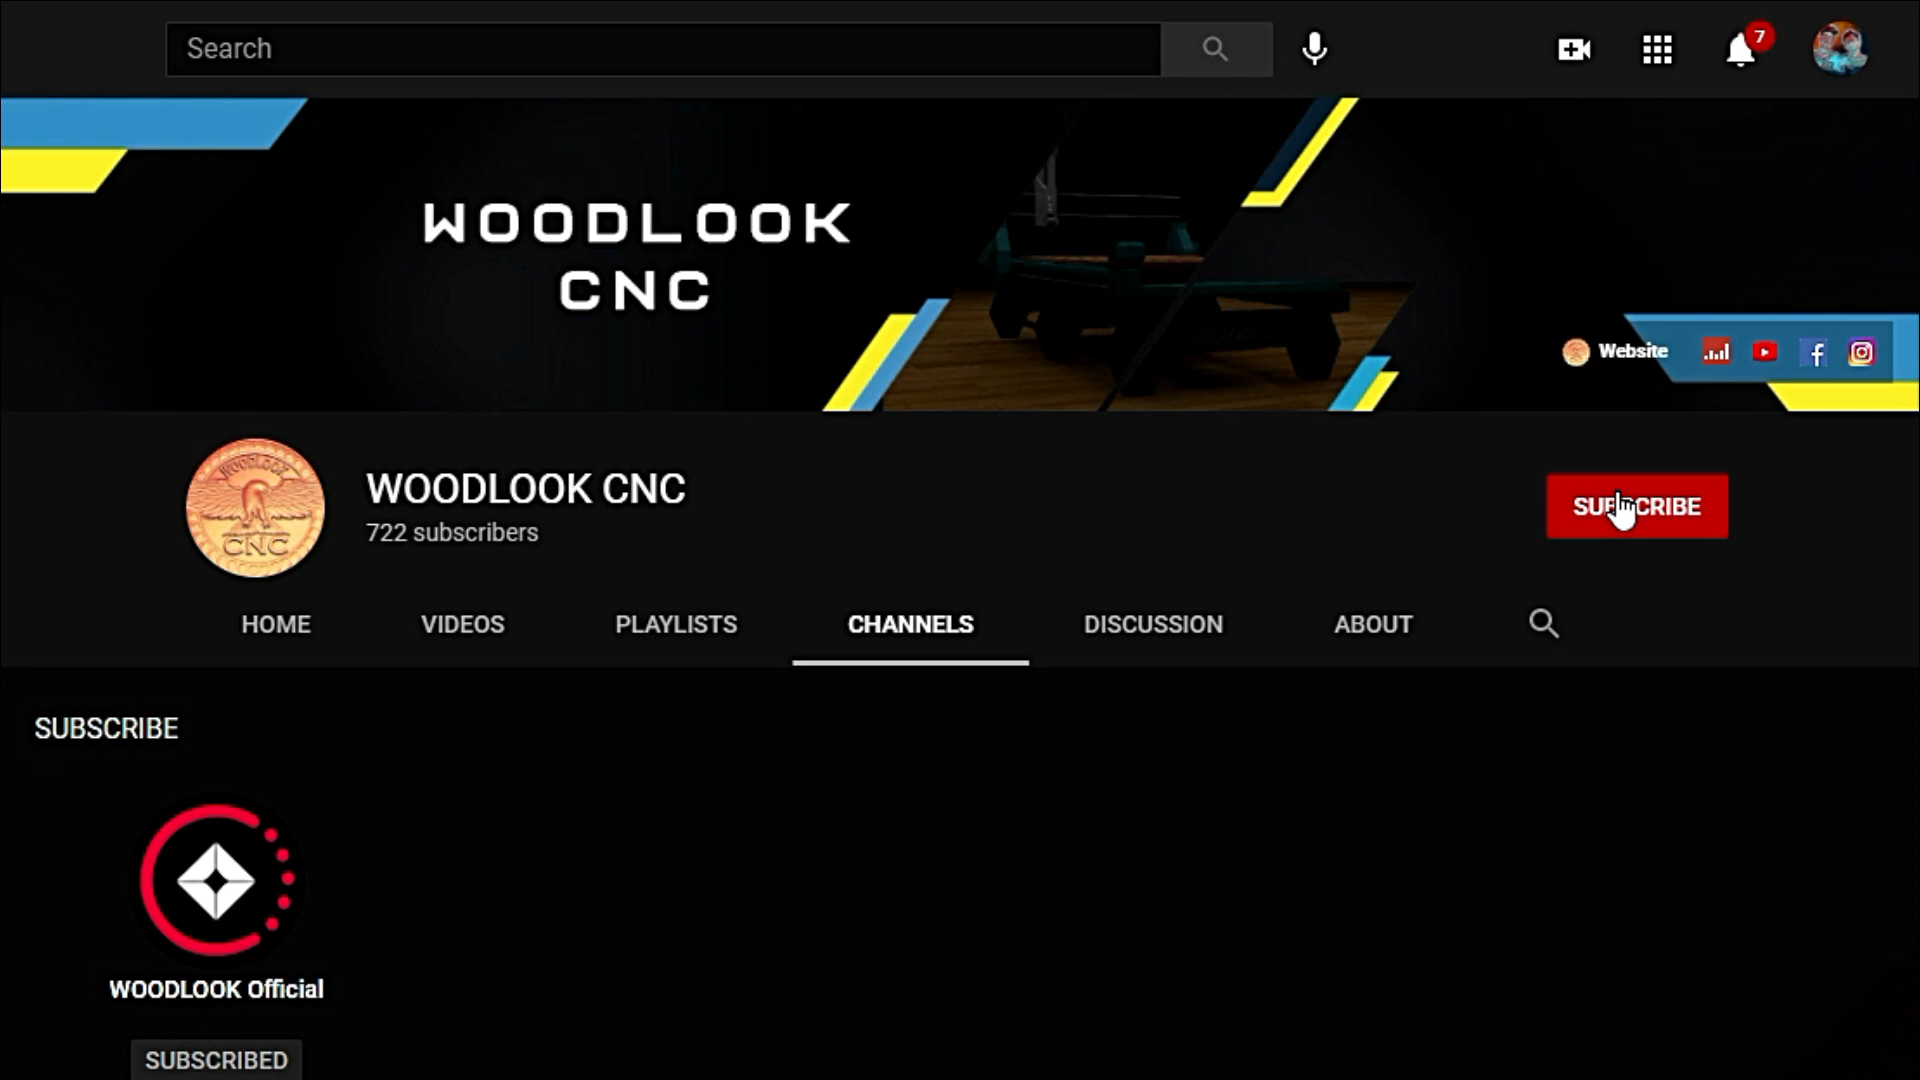 Search
7
WOODLOOK
CNC
Website
WOODLOOK
CNC
WOODLOOK CNC
722 subscribers
SUBSCRIBE
HOME VIDEOS PLAYLISTS CHANNELS DISCUSSION ABOUT
SUBSCRIBE
WOODLOOK Official
SUBSCRIBED